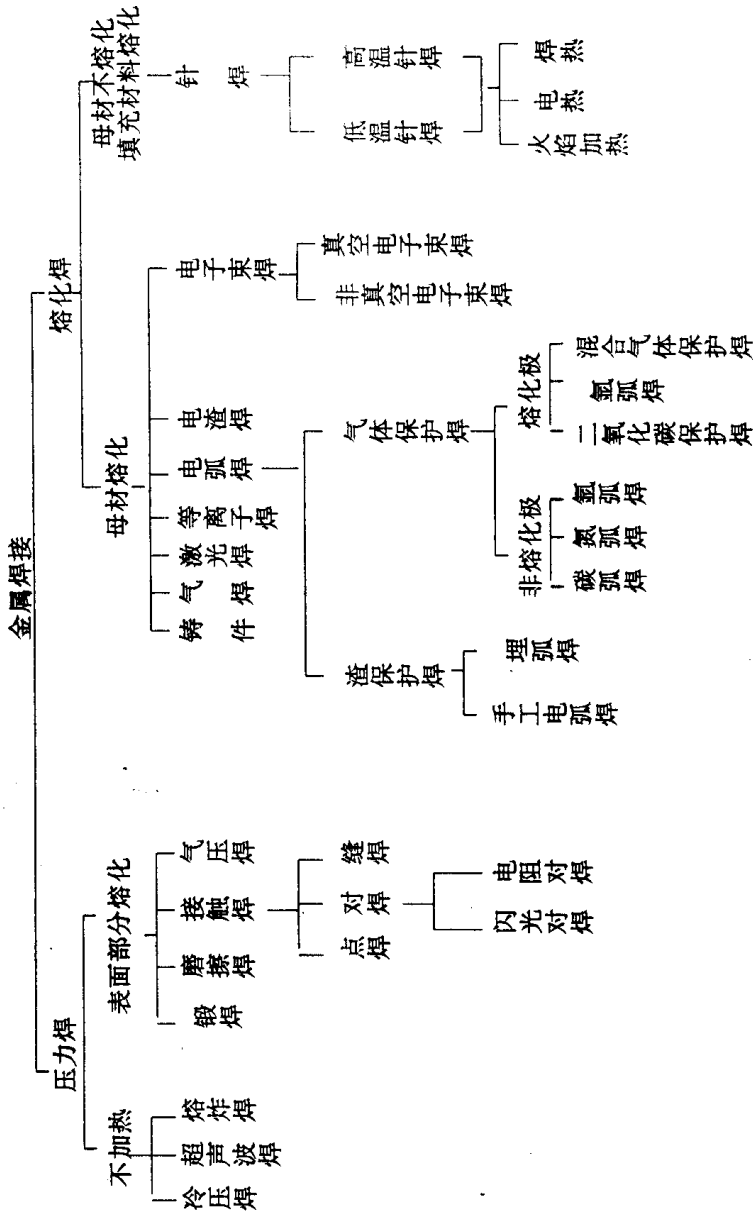 金属焊接
压力焊
熔化焊
不加热
表面部分熔化
母材熔化
母材不熔化
填充材料熔化
冷压焊
超声波焊
熔炸焊
锻焊
磨擦焊
接触焊
气压焊
铸件
气焊
激光焊
等离子焊
电弧焊
电渣焊
电子束焊
针焊
点焊
对焊
缝焊
渣保护焊
气体保护焊
非真空电子束焊
真空电子束焊
低温针焊
高温针焊
闪光对焊
电阻对焊
手工电弧焊
埋弧焊
非熔化极
熔化极
火焰加热
电热
焊热
碳弧焊
氮弧焊
氩弧焊
二氧化碳保护焊
氩弧焊
混合气体保护焊